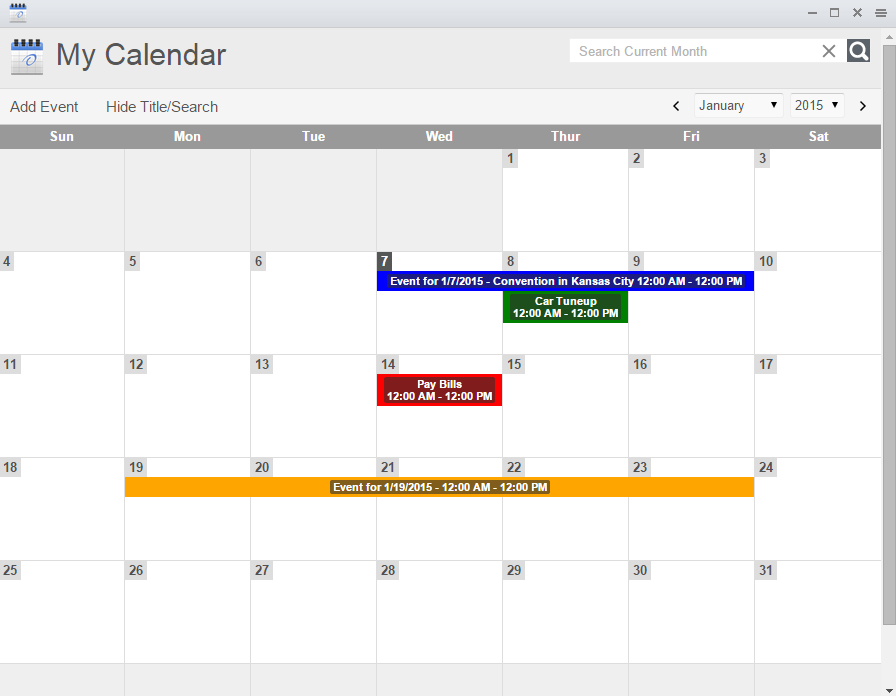 My Calendar
Search Current Month
Add Event Hide Title/Search January 2015
Sun Mon Tue Wed Thur Fri Sat
1 2 3
4 5 6 7 8 9 10
Event for 1/7/2015 - Convention in Kansas City 12:00 AM - 12:00 PM
Car Tuneup
12:00 AM - 12:00 PM
11 12 13 14 15 16 17
Pay Bills
12:00 AM - 12:00 PM
18 19 20 21 22 23 24
Event for 1/19/2015 - 12:00 AM - 12:00 PM
25 26 27 28 29 30 31